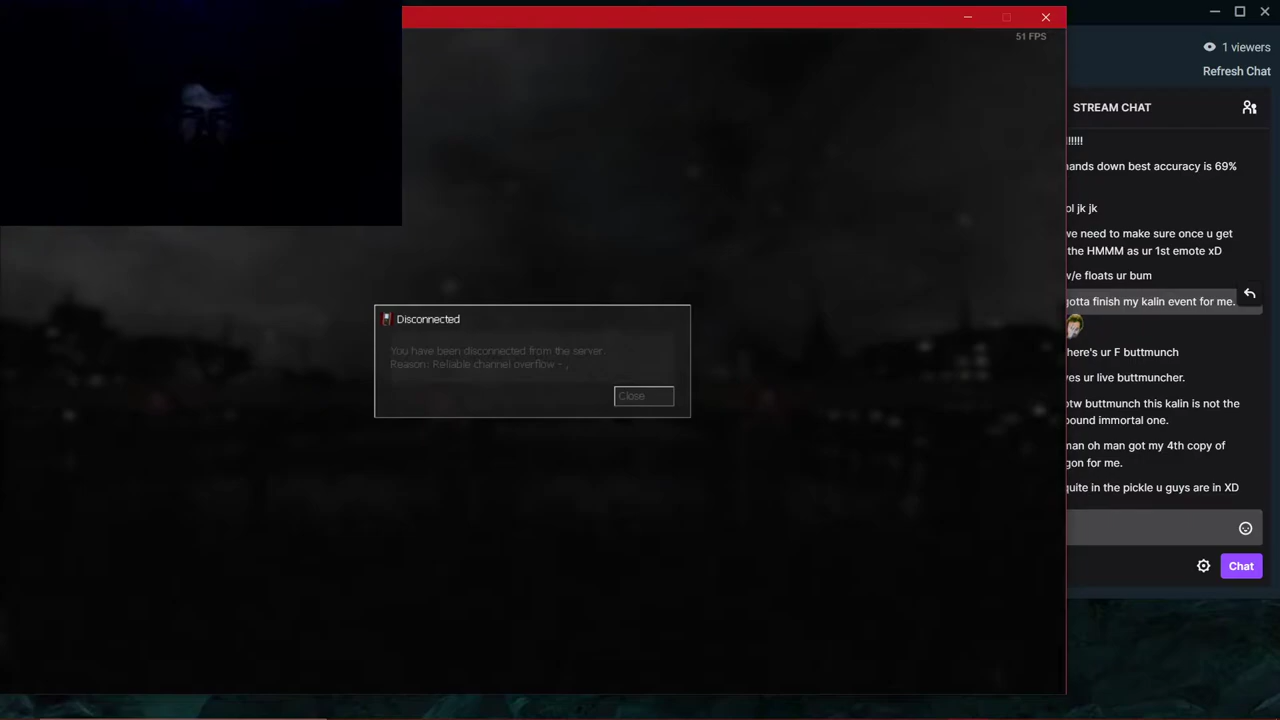 51 FPS
Disconnected
You have been disconnected from the server.
Reason: Reliable channel overflow - ,
Close
1 viewers
Refresh Chat
STREAM CHAT
!!!!!!
hands down best accuracy is 69%
ol jk jk
we need to make sure once u get
the HMMM as ur 1st emote xD
w/e floats ur bum
gotta finish my kalin event for me.
here's ur F buttmunch
yes ur live buttmuncher.
btw buttmunch this kalin is not the
bound immortal one.
man oh man got my 4th copy of
gon for me.
quite in the pickle u guys are in XD
Chat